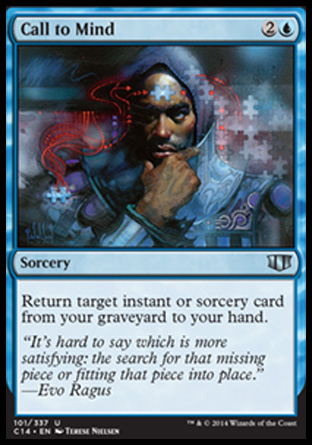 Call to Mind 2
Sorcery
Return target instant or sorcery card
from your graveyard to your hand.
“It’s hard to say which is more
satisfying: the search for that missing
piece or fitting that piece into place.”
—Evo Ragus
101/337 U
C14 • EN TERESE NIELSEN ™ & © 2014 Wizards of the Coast